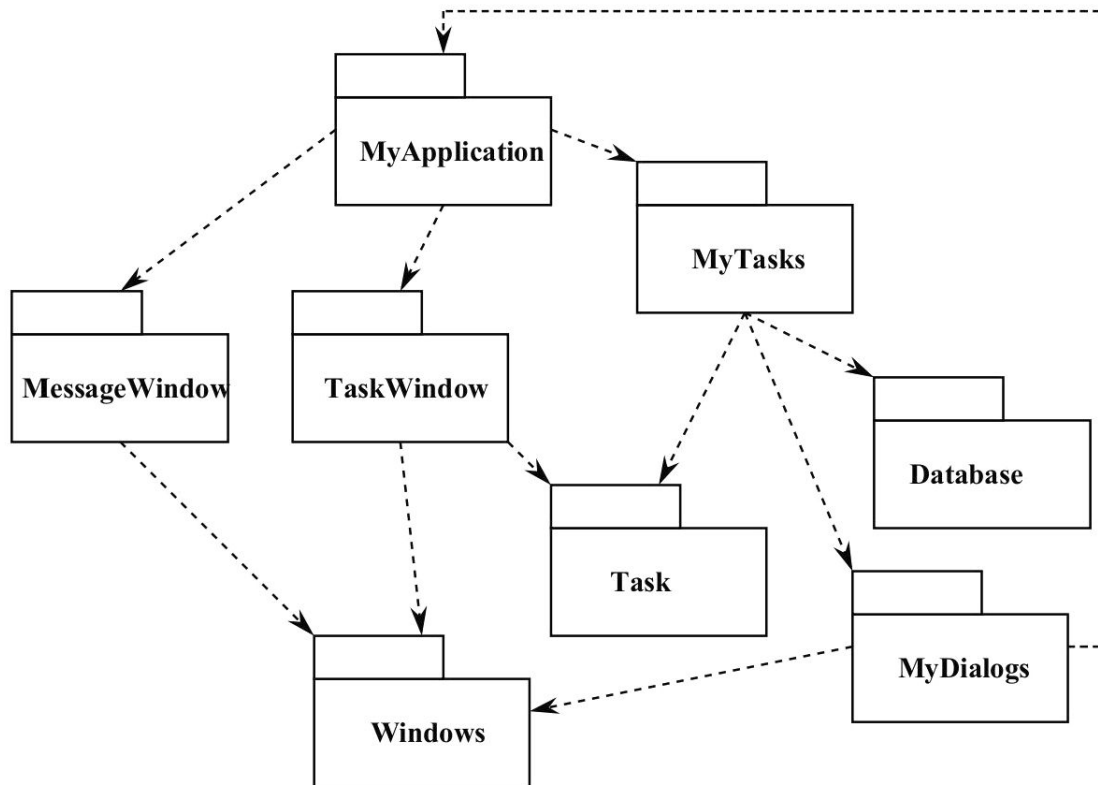 MyApplication
MyTasks
MessageWindow
TaskWindow
Database
Task
MyDialogs
Windows